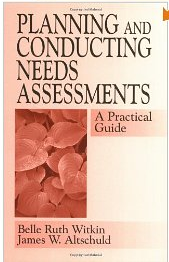 PLANNING AND
CONDUCTING
NEEDS
ASSESSMENTS
A Practical
Guide
Belle Ruth Witkin
James W. Altschuld